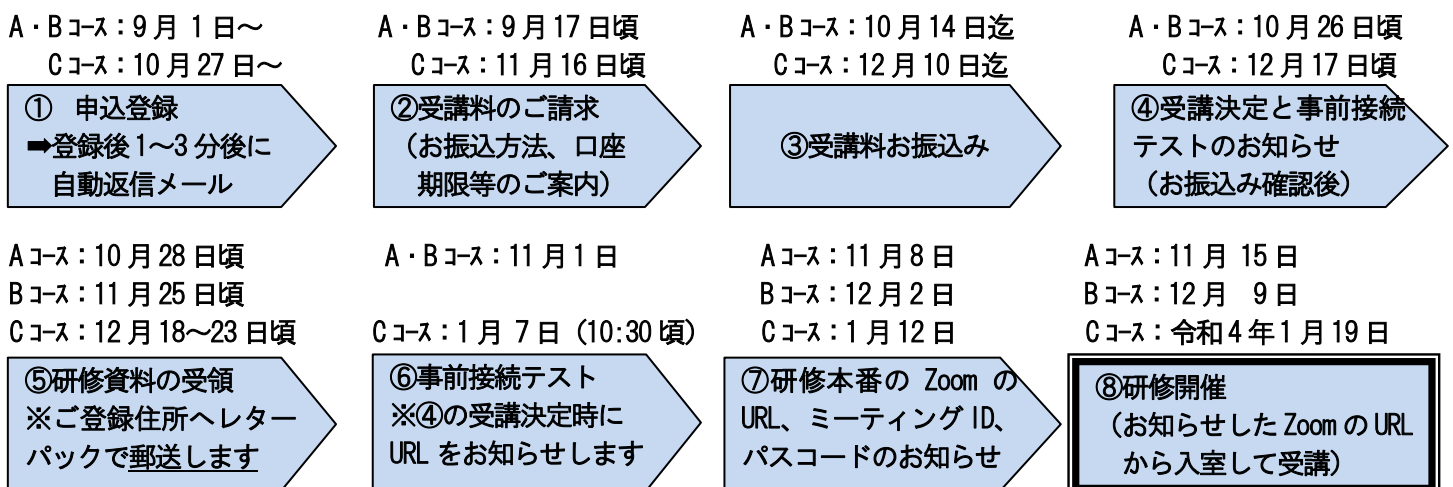 A・Bコース：9月 1日～
Cコース：10月27日～
① 申込登録
➡登録後1～3分後に
自動返信メール
A・Bコース：9月17日頃
Cコース：11月16日頃
②受講料のご請求
（お振込方法、口座
期限等のご案内）
A・Bコース：10月14日迄
Cコース：12月10日迄
③受講料お振込み
A・Bコース：10月26日頃
Cコース：12月17日頃
④受講決定と事前接続
テストのお知らせ
（お振込み確認後）
Aコース：10月28日頃
Bコース：11月25日頃
Cコース：12月18～23日頃
⑤研修資料の受領
※ご登録住所へレター
パックで郵送します
A・Bコース：11月1日
Cコース：1月 7日（10:30頃）
⑥事前接続テスト
※④の受講決定時に
URLをお知らせします
Aコース：11月8日
Bコース：12月2日
Cコース：1月12日
⑦研修本番の Zoom の
URL、ミーティングID、
パスコードのお知らせ
Aコース：11月 15日
Bコース：12月 9日
Cコース：令和4年1月19日
⑧研修開催
（お知らせしたZoomのURL
から入室して受講）